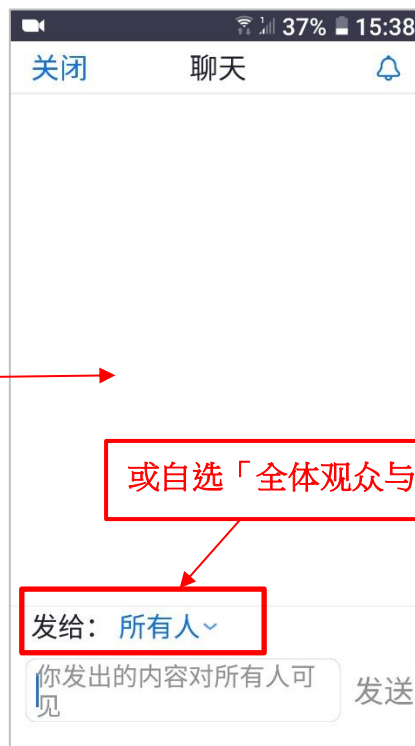 37% 15:38
关闭 聊天
或自选「全体观众与
发给： 所有人
你发出的内容对所有人可
见
发送